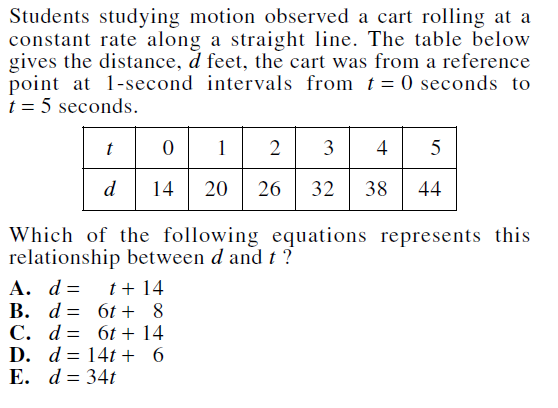 Students studying motion observed a cart rolling at a
constant rate along a straight line. The table below
gives the distance, d feet, the cart was from a reference
point at 1-second intervals from t = 0 seconds to
t = 5 seconds.
t 0 1 2 3 4 5
d 14 20 26 32 38 44
Which of the following equations represents this
relationship between d and t ?
A. d = t + 14
B. d = 6t + 8
C. d = 6t + 14
D. d = 14t + 6
E. d = 34t